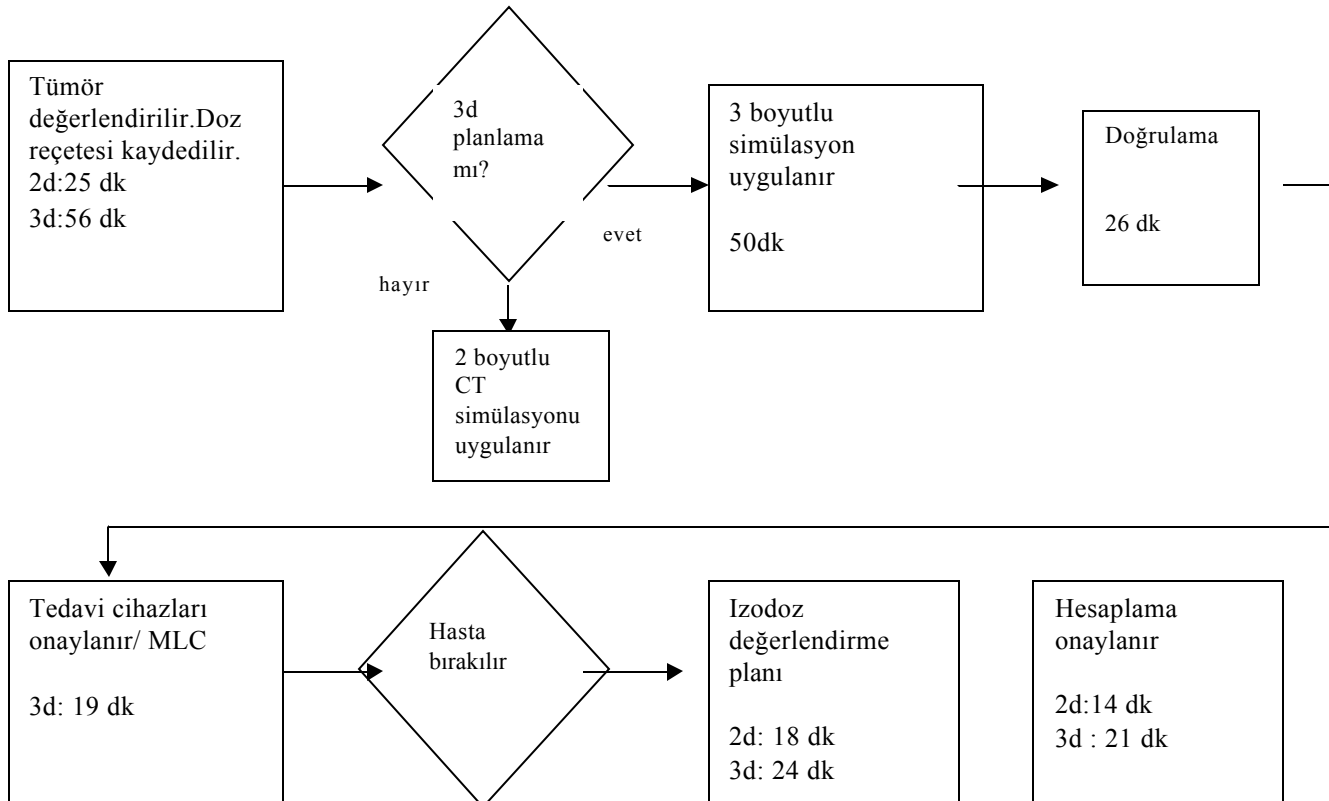 Tümör
değerlendirilir.Doz
reçetesi kaydedilir.
2d:25 dk
3d:56 dk
3d
planlama
mı?
evet
hayır
3 boyutlu
simülasyon
uygulanır
50dk
Doğrulama
26 dk
2 boyutlu
CT
simülasyonu
uygulanır
Tedavi cihazları
onaylanır/ MLC
3d: 19 dk
Hasta
bırakılır
Izodoz
değerlendirme
planı
2d: 18 dk
3d: 24 dk
Hesaplama
onaylanır
2d:14 dk
3d : 21 dk